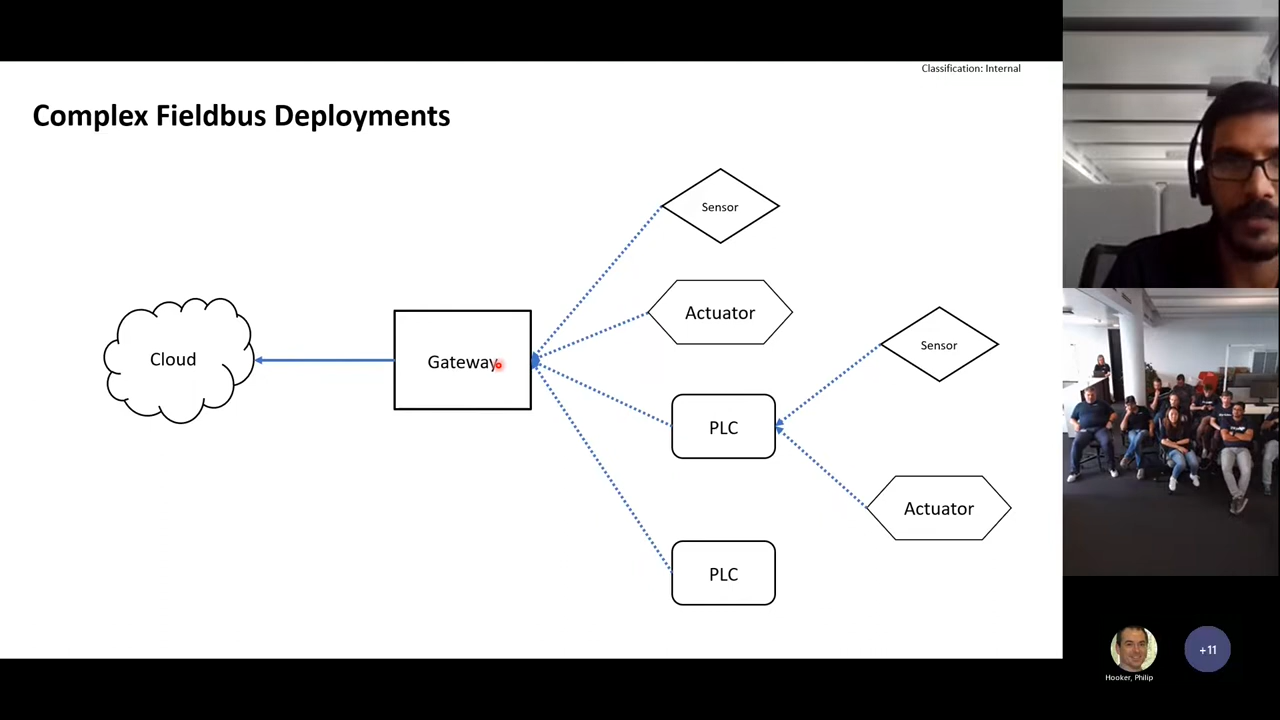 Classification: Internal
Complex Fieldbus Deployments
Sensor
Actuator
Cloud
Gateway
Sensor
PLC
Actuator
PLC
+11
Hooker, Philip